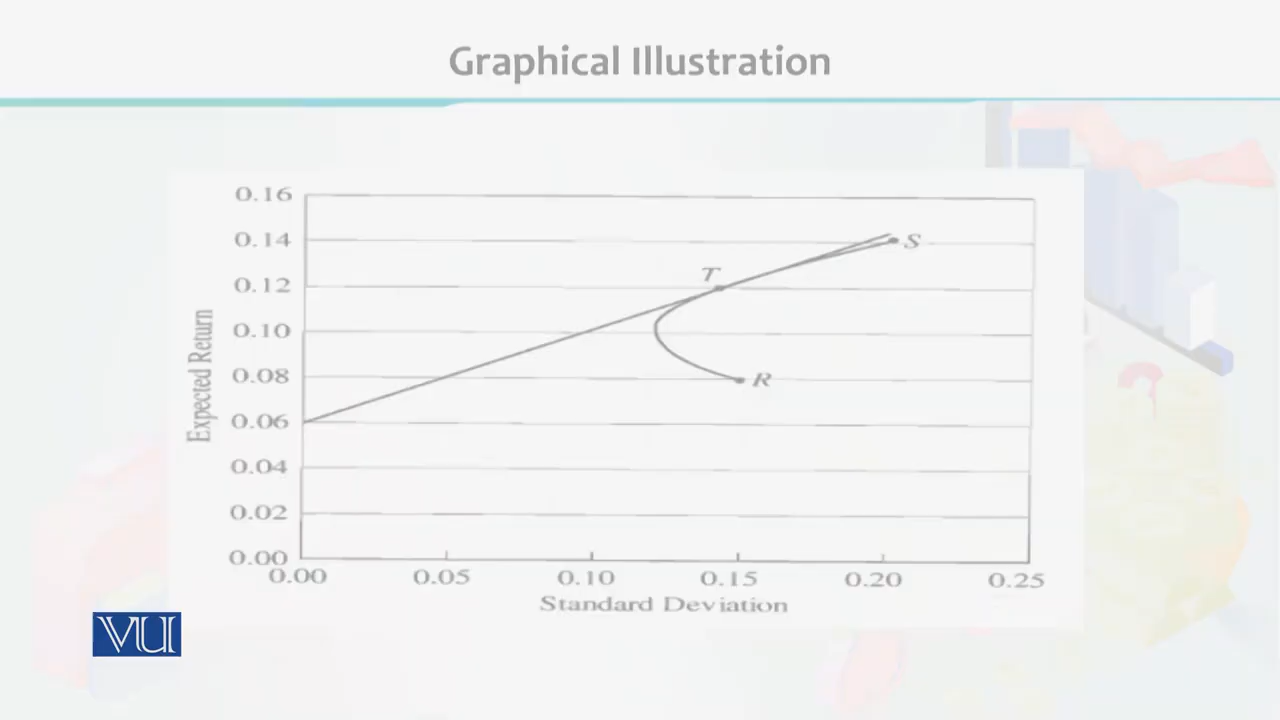 Graphical Illustration
0.16
0.14
0.12
0.10
0.08
0.06
0.04
0.02
0.00
Expected Return
T
S
R
0.00 0.05 0.10 0.15 0.20 0.25
Standard Deviation
VU